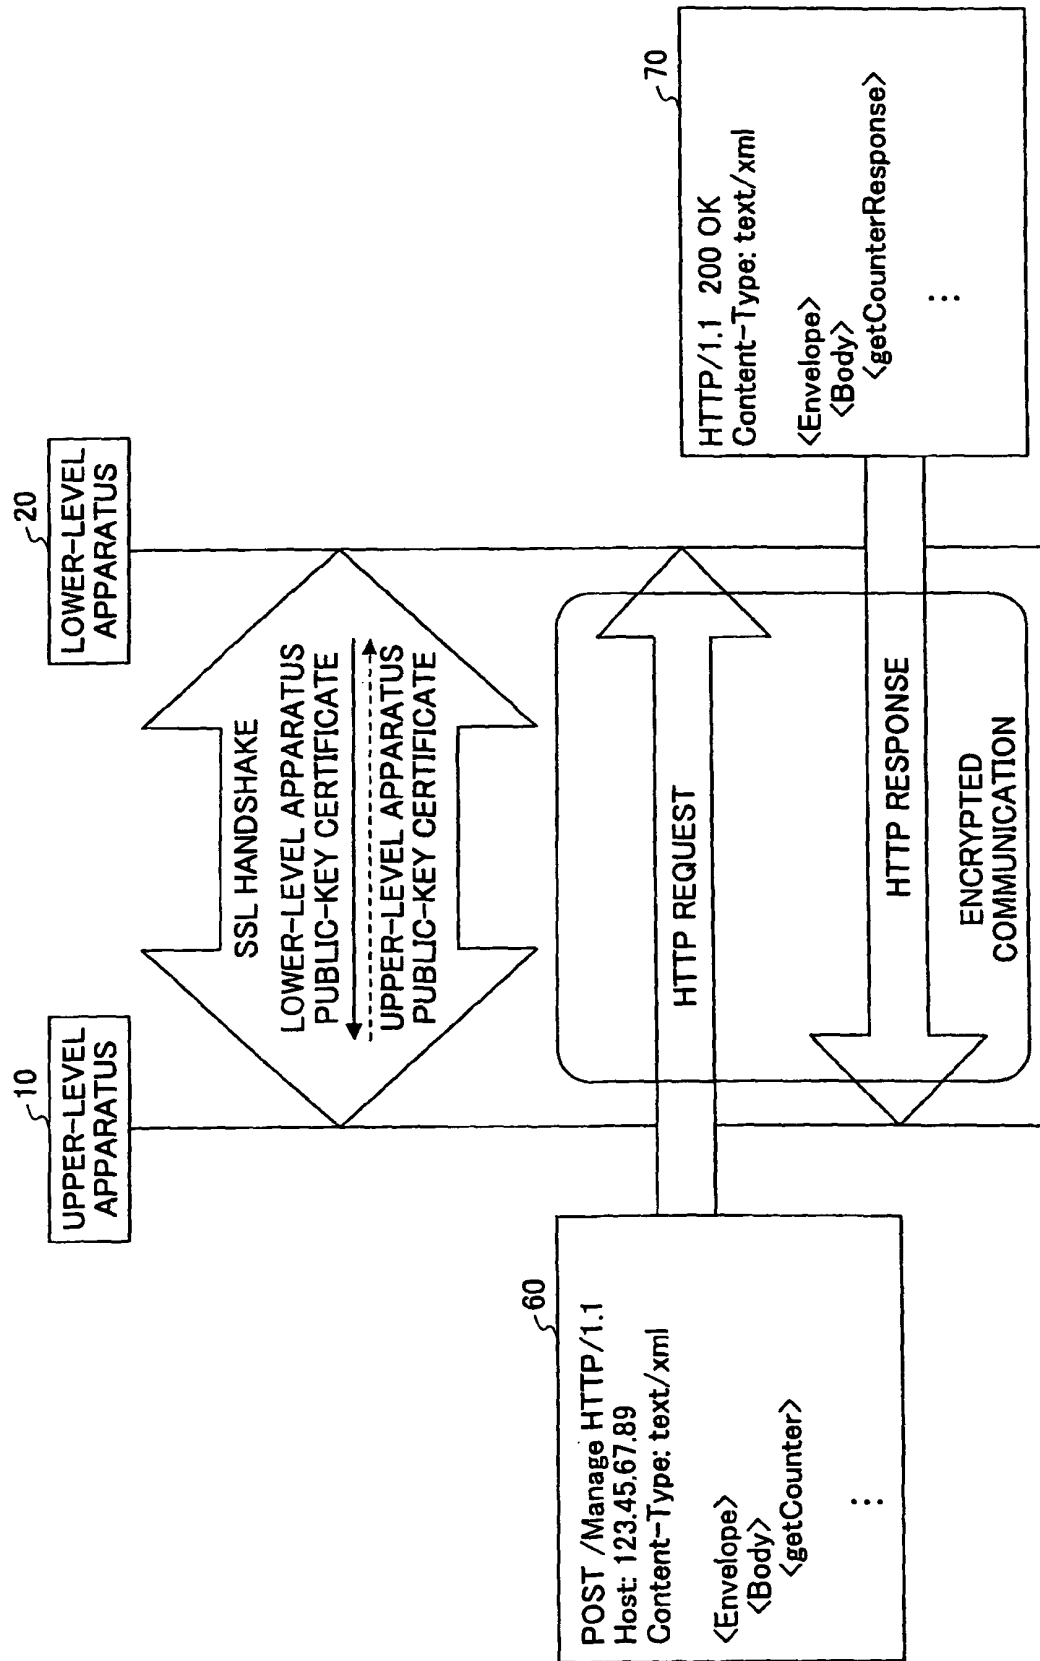 10
UPPER-LEVEL
APPARATUS
20
LOWER-LEVEL
APPARATUS
SSL HANDSHAKE
LOWER-LEVEL APPARATUS
PUBLIC-KEY CERTIFICATE
UPPER-LEVEL APPARATUS
PUBLIC-KEY CERTIFICATE
60
POST /Manage HTTP/1.1
Host: 123.45.67.89
Content-Type: text/xml
<Envelope>
<Body>
<getCounter>
...
HTTP REQUEST
70
HTTP/1.1 200 OK
Content-Type: text/xml
<Envelope>
<Body>
<getCounterResponse>
...
HTTP RESPONSE
ENCRYPTED
COMMUNICATION